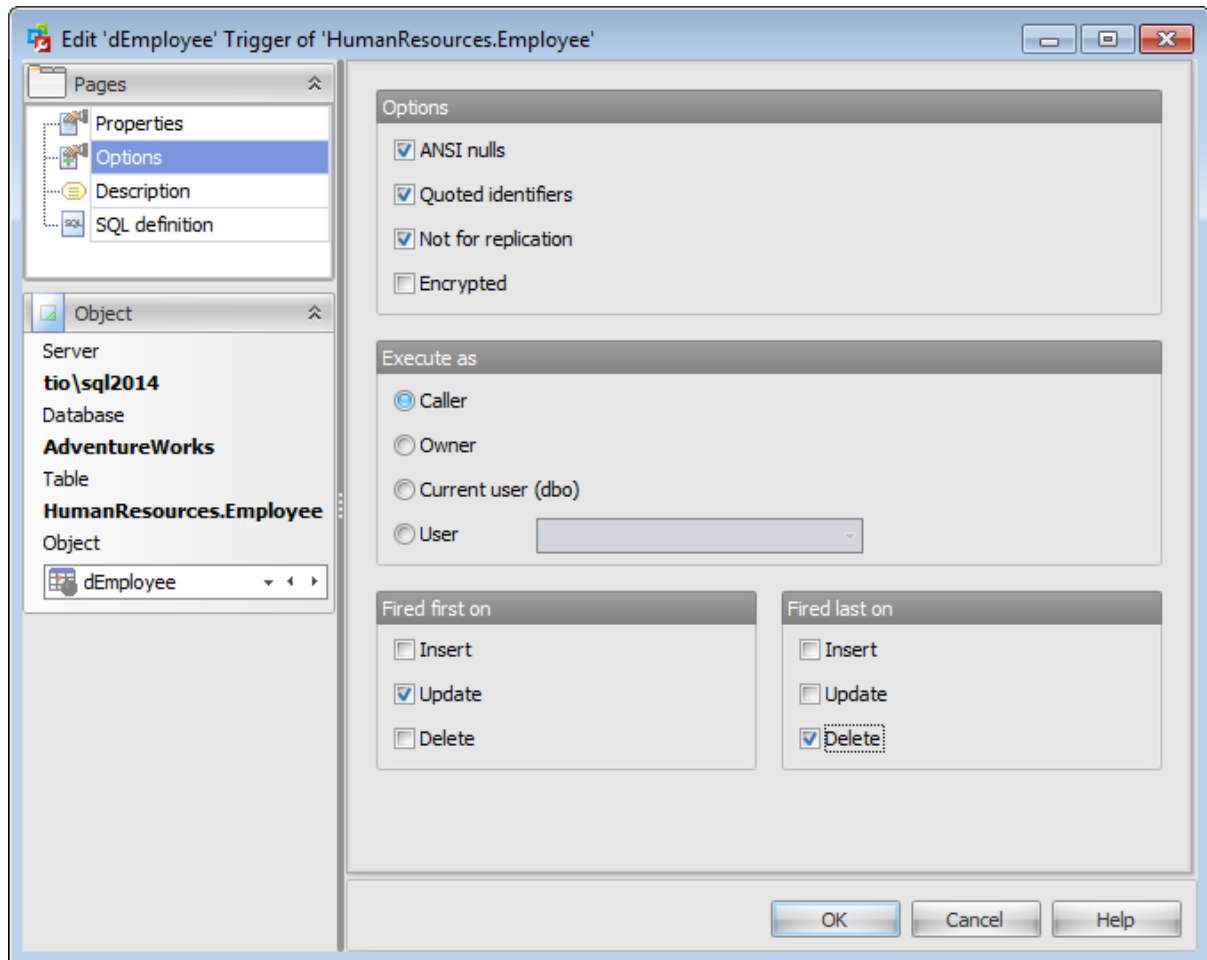 Edit 'dEmployee' Trigger of 'HumanResources.Employee'
Pages
Properties
Options
Description
SQL
SQL definition
Object
Server
tio\sql2014
Database
AdventureWorks
Table
HumanResources.Employee
Object
dEmployee
Options
ANSI nulls
Quoted identifiers
Not for replication
Encrypted
Execute as
Caller
Owner
Current user (dbo)
User
Fired first on
Insert
Update
Delete
Fired last on
Insert
Update
Delete
OK
Cancel
Help